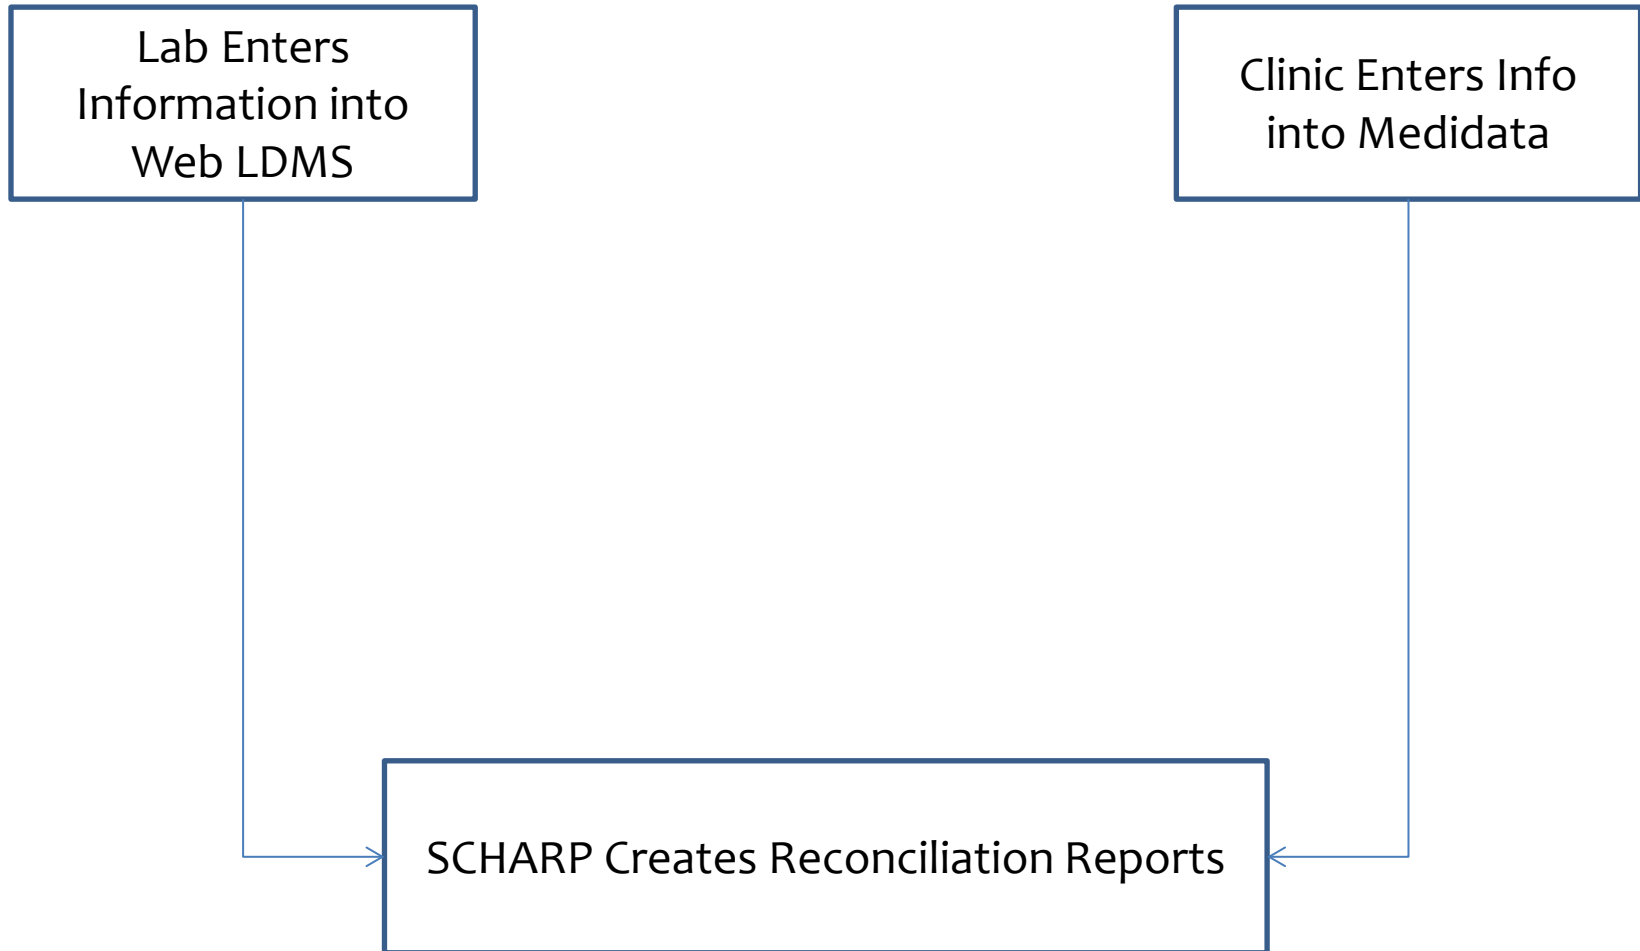 Lab Enters
Information into
Web LDMS
Clinic Enters Info
into Medidata
SCHARP Creates Reconciliation Reports